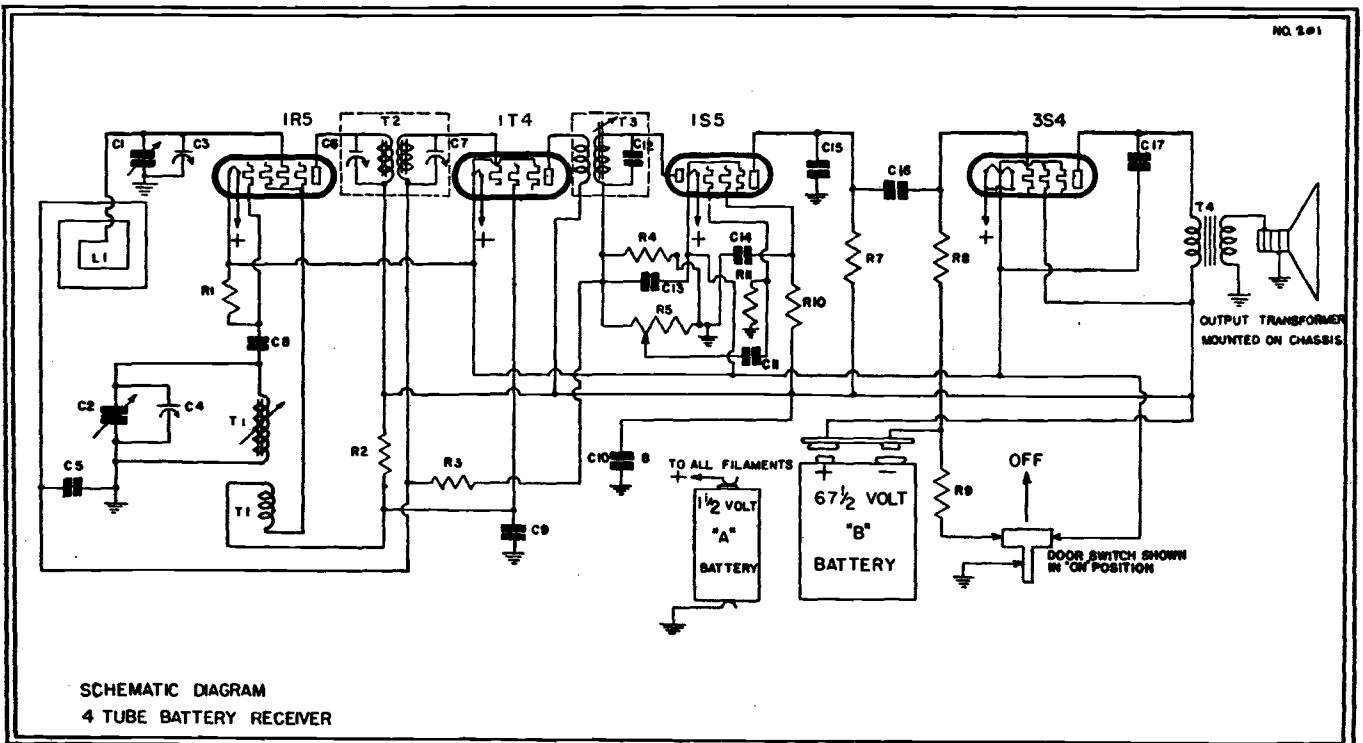 NO. 201
1R5
T2
1T4
T3
1S5
3S4
C1
C3
C6
C7
C12
C15
C16
C17
T4
L1
+
+
+
+
R1
R4
C14
R7
R8
C13
R11
R10
R5
C8
C11
OUTPUT TRANSFORMER
MOUNTED ON CHASSIS
C2
C4
T1
R2
C5
R3
C10
8
TO ALL FILAMENTS
+
1½ VOLT
"A"
BATTERY
+ −
67½ VOLT
"B"
BATTERY
R9
OFF
T1
C9
DOOR SWITCH SHOWN
IN "ON" POSITION
SCHEMATIC DIAGRAM
4 TUBE BATTERY RECEIVER